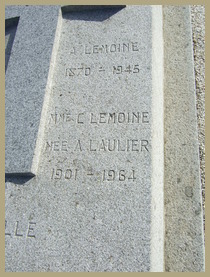 A LEMOINE
1870 - 1945
MME C LEMOINE
NÉE A LAULIER
1901 - 1984